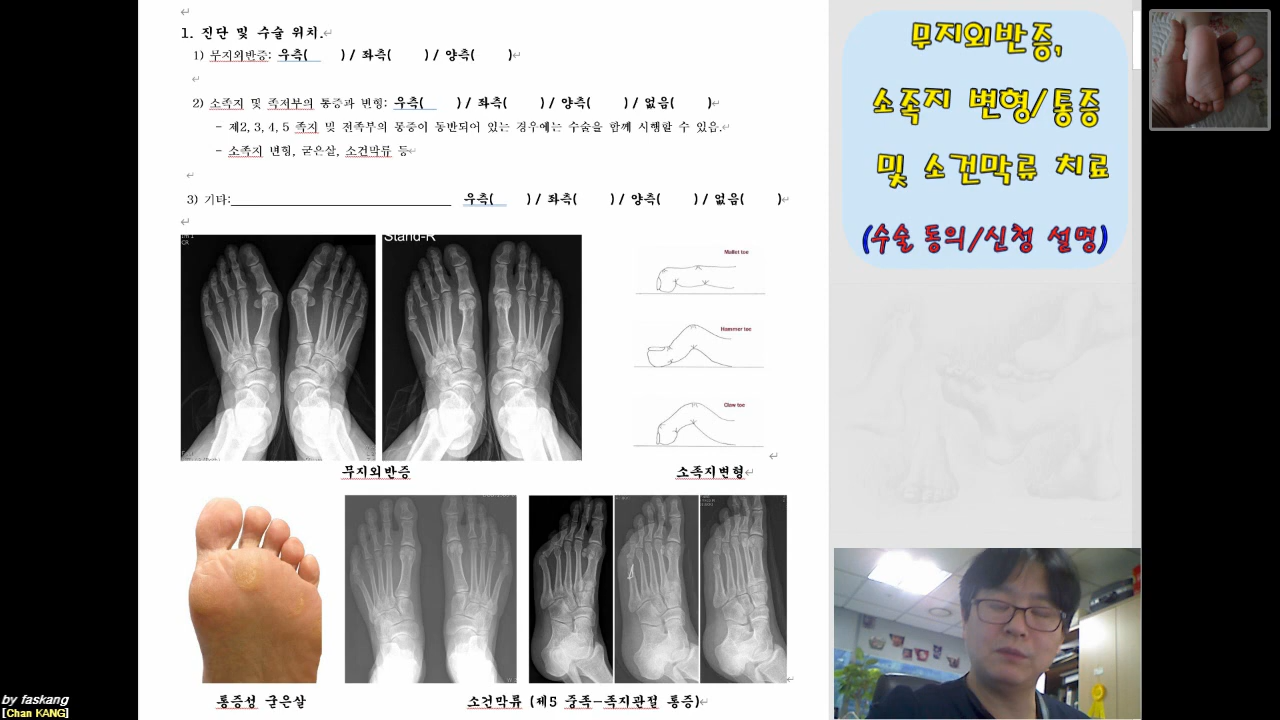 1. 진단 및 수술 위치.
1) 무지외반증: 우측( ) / 좌측( ) / 양측( )
2) 소족지 및 족저부의 통증과 변형: 우측( ) / 좌측( ) / 양측( ) / 없음( )
- 제2, 3, 4, 5 족지 및 전족부의 통증이 동반되어 있는 경우에는 수술을 함께 시행할 수 있음.
- 소족지 변형, 굳은살, 소건막류 등
3) 기타: 우측( ) / 좌측( ) / 양측( ) / 없음( )
CR
Stand-R
Mallet toe
Hammer toe
Claw toe
무지외반증
소족지변형
통증성 굳은살
소건막류 (제5 중족-족지관절 통증)
무지외반증,
소족지 변형/통증
및 소건막류 치료
(수술 동의/신청 설명)
by faskang
[Chan KANG]